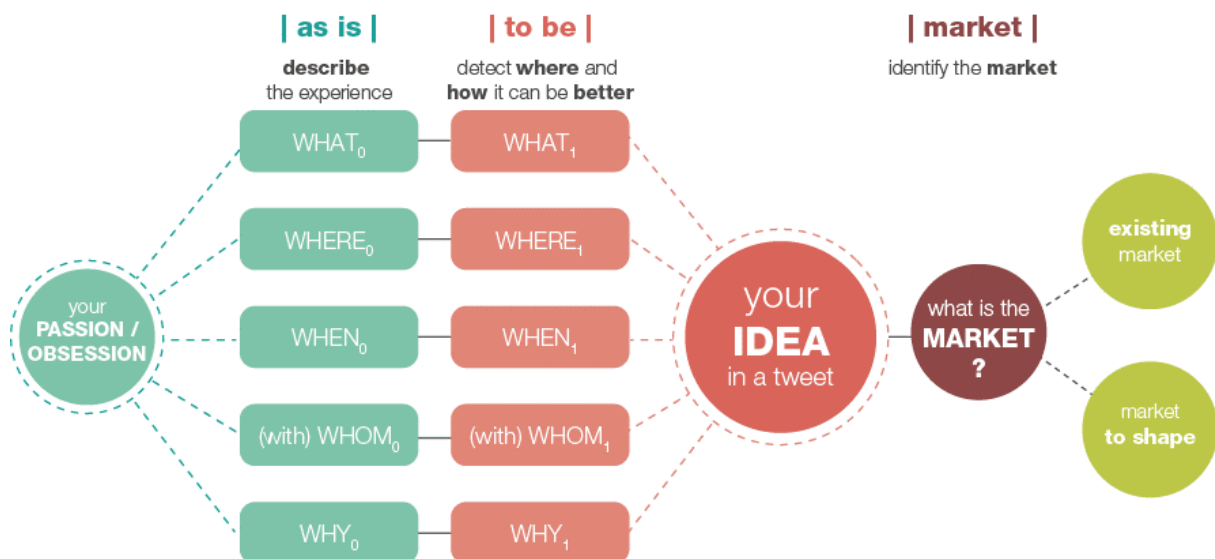 | as is |
describe
the experience
| to be |
detect where and
how it can be better
| market |
identify the market
your
PASSION /
OBSESSION
WHAT₀
WHAT₁
WHERE₀
WHERE₁
WHEN₀
WHEN₁
(with) WHOM₀
(with) WHOM₁
WHY₀
WHY₁
your
IDEA
in a tweet
what is the
MARKET
?
existing
market
market
to shape